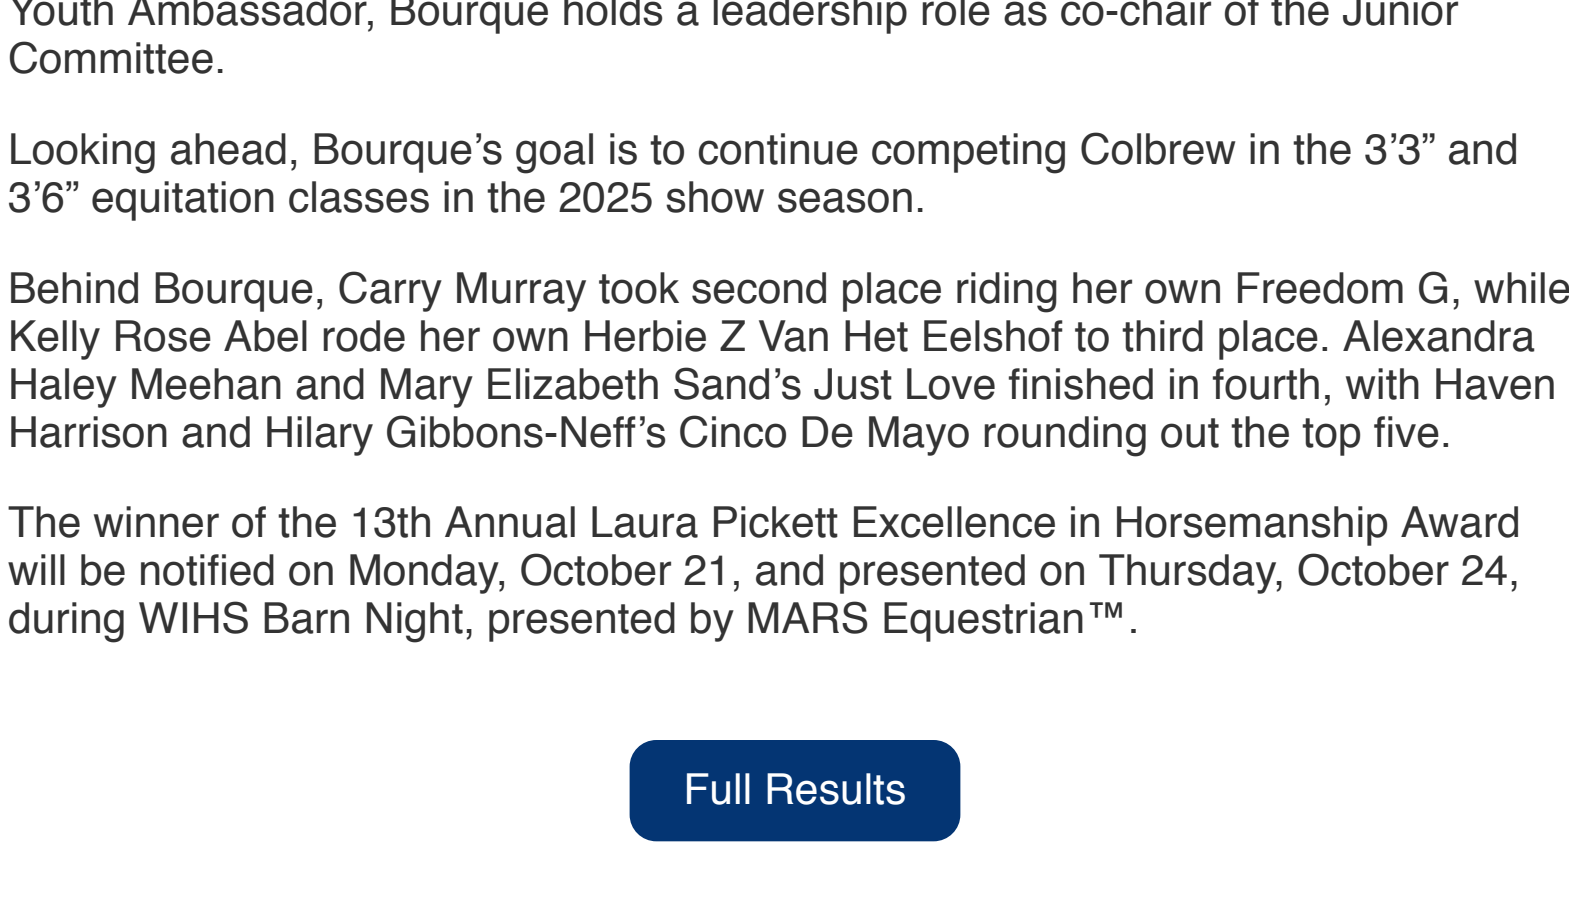 Youth Ambassador, Bourque holds a leadership role as co-chair of the Junior
Committee.
Looking ahead, Bourque’s goal is to continue competing Colbrew in the 3’3” and
3’6” equitation classes in the 2025 show season.
Behind Bourque, Carry Murray took second place riding her own Freedom G, while
Kelly Rose Abel rode her own Herbie Z Van Het Eelshof to third place. Alexandra
Haley Meehan and Mary Elizabeth Sand’s Just Love finished in fourth, with Haven
Harrison and Hilary Gibbons-Neff’s Cinco De Mayo rounding out the top five.
The winner of the 13th Annual Laura Pickett Excellence in Horsemanship Award
will be notified on Monday, October 21, and presented on Thursday, October 24,
during WIHS Barn Night, presented by MARS Equestrian™.
Full Results